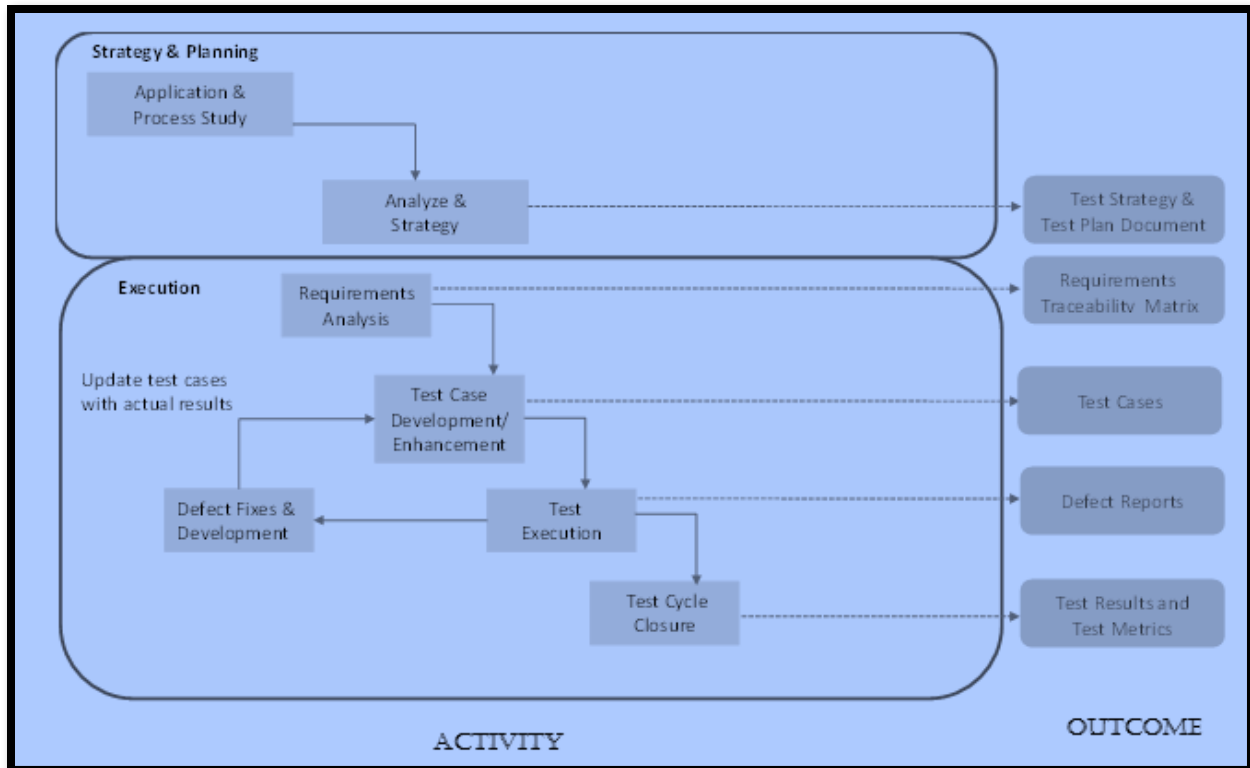 Strategy & Planning
Application &
Process Study
Analyze &
Strategy
Test Strategy &
Test Plan Document
Execution
Requirements
Analysis
Requirements
Traceability Matrix
Update test cases
with actual results
Test Case
Development/
Enhancement
Test Cases
Defect Fixes &
Development
Test
Execution
Defect Reports
Test Cycle
Closure
Test Results and
Test Metrics
ACTIVITY
OUTCOME